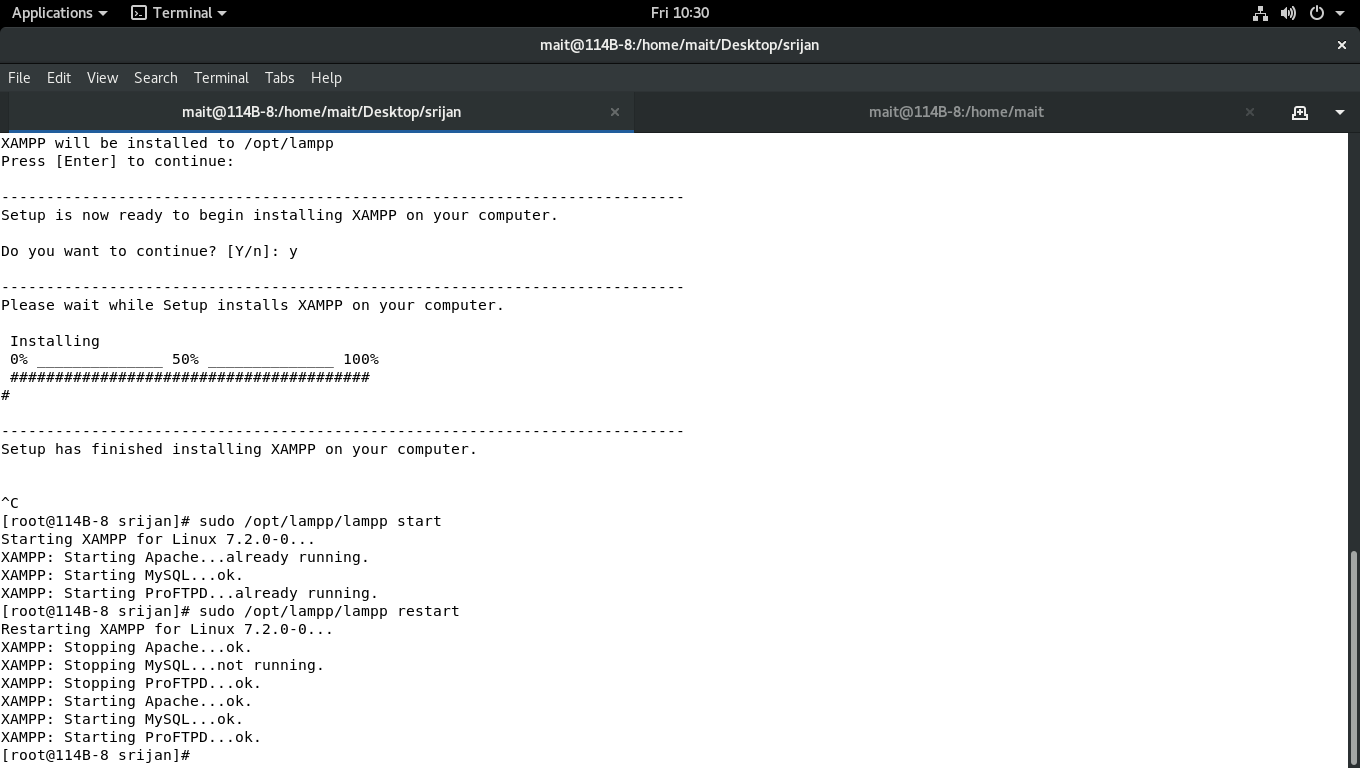 Applications Terminal Fri 10:30
mait@114B-8:/home/mait/Desktop/srijan
File Edit View Search Terminal Tabs Help
mait@114B-8:/home/mait/Desktop/srijan mait@114B-8:/home/mait
XAMPP will be installed to /opt/lampp
Press [Enter] to continue:
----------------------------------------------------------------------------
Setup is now ready to begin installing XAMPP on your computer.
Do you want to continue? [Y/n]: y
----------------------------------------------------------------------------
Please wait while Setup installs XAMPP on your computer.
 Installing
 0% ______________ 50% ______________ 100%
 ########################################
#
----------------------------------------------------------------------------
Setup has finished installing XAMPP on your computer.
^C
[root@114B-8 srijan]# sudo /opt/lampp/lampp start
Starting XAMPP for Linux 7.2.0-0...
XAMPP: Starting Apache...already running.
XAMPP: Starting MySQL...ok.
XAMPP: Starting ProFTPD...already running.
[root@114B-8 srijan]# sudo /opt/lampp/lampp restart
Restarting XAMPP for Linux 7.2.0-0...
XAMPP: Stopping Apache...ok.
XAMPP: Stopping MySQL...not running.
XAMPP: Stopping ProFTPD...ok.
XAMPP: Starting Apache...ok.
XAMPP: Starting MySQL...ok.
XAMPP: Starting ProFTPD...ok.
[root@114B-8 srijan]#